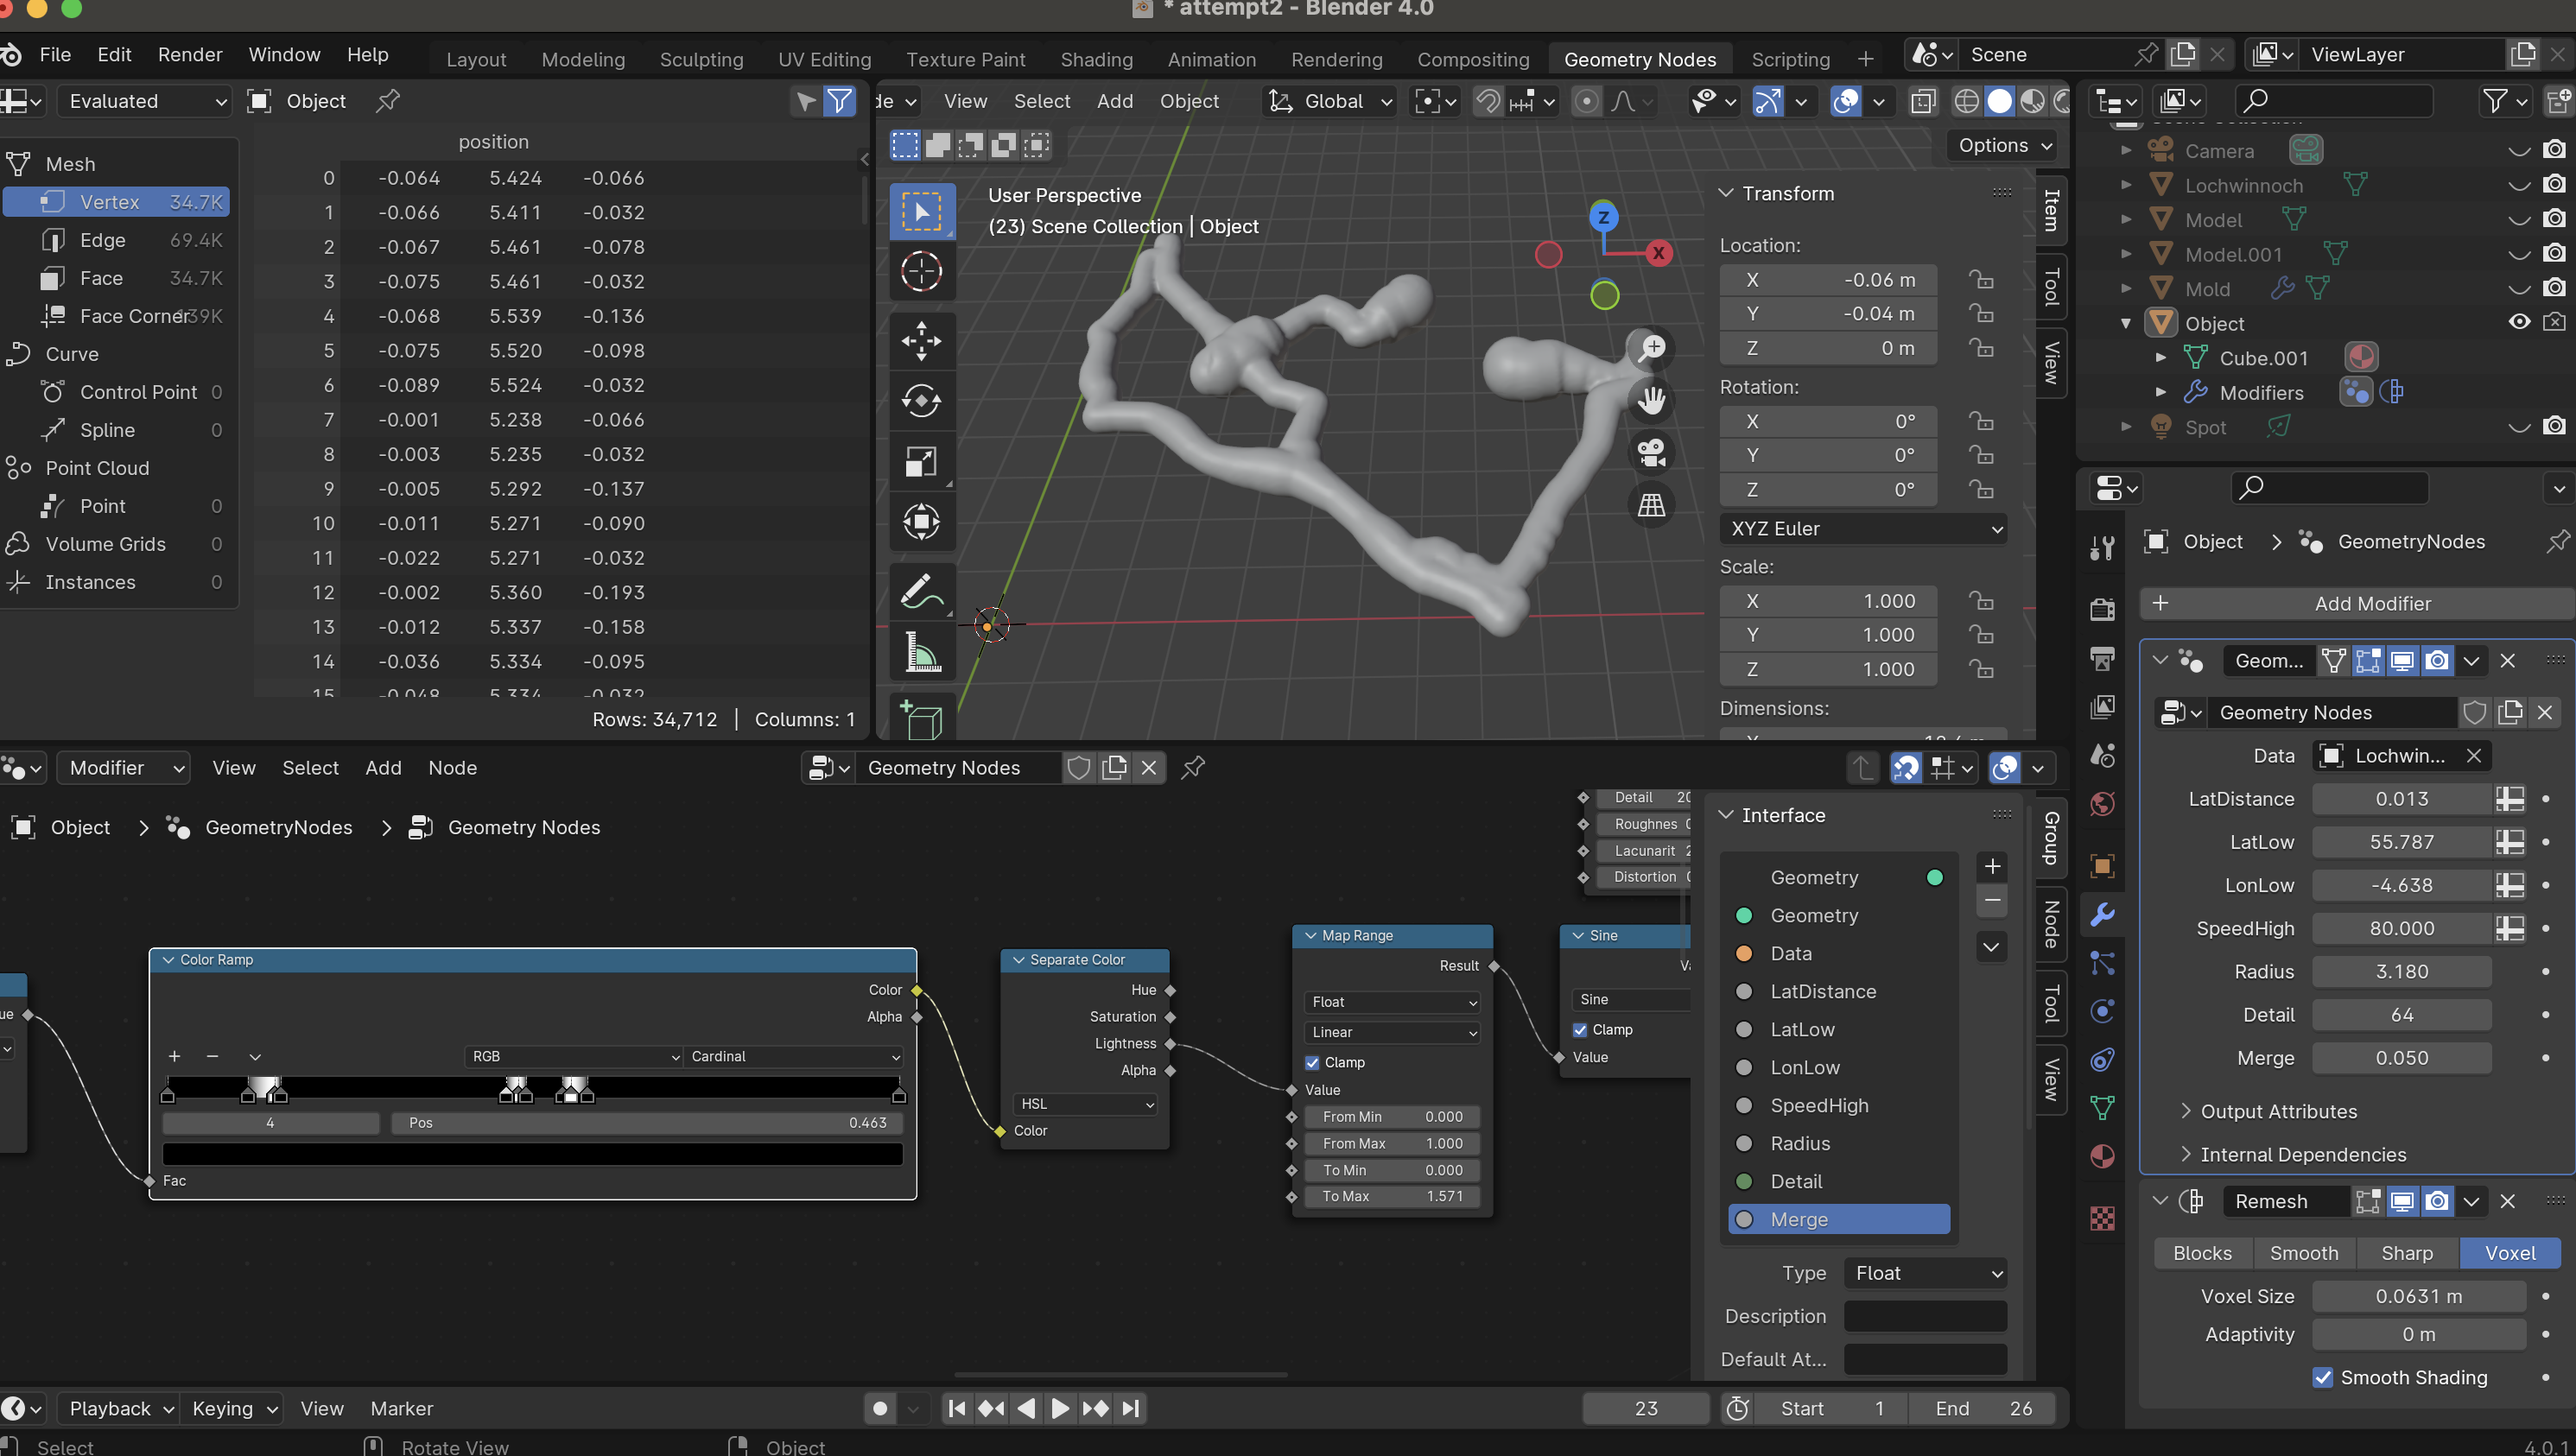 * attempt2 - Blender 4.0
File Edit Render Window Help Layout Modeling Sculpting UV Editing Texture Paint Shading Animation Rendering Compositing Geometry Nodes Scripting + Scene ViewLayer
Evaluated Object
position
Mesh
Vertex 34.7K
Edge 69.4K
Face 34.7K
Face Corner 139K
Curve
Control Point 0
Spline 0
Point Cloud
Point 0
Volume Grids 0
Instances 0
0 -0.064 5.424 -0.066
1 -0.066 5.411 -0.032
2 -0.067 5.461 -0.078
3 -0.075 5.461 -0.032
4 -0.068 5.539 -0.136
5 -0.075 5.520 -0.098
6 -0.089 5.524 -0.032
7 -0.001 5.238 -0.066
8 -0.003 5.235 -0.032
9 -0.005 5.292 -0.137
10 -0.011 5.271 -0.090
11 -0.022 5.271 -0.032
12 -0.002 5.360 -0.193
13 -0.012 5.337 -0.158
14 -0.036 5.334 -0.095
15 -0.048 5.334 -0.032
Rows: 34,712 | Columns: 1
de View Select Add Object Global
Options
User Perspective
(23) Scene Collection | Object
Z
X
Transform
Location:
X -0.06 m
Y -0.04 m
Z 0 m
Rotation:
X 0°
Y 0°
Z 0°
XYZ Euler
Scale:
X 1.000
Y 1.000
Z 1.000
Dimensions:
Item
Tool
View
Scene Collection
Camera
Lochwinnoch
Model
Model.001
Mold
Object
Cube.001
Modifiers
Spot
Object > GeometryNodes
+ Add Modifier
Geom...
Geometry Nodes
Data Lochwin...
LatDistance 0.013
LatLow 55.787
LonLow -4.638
SpeedHigh 80.000
Radius 3.180
Detail 64
Merge 0.050
Output Attributes
Internal Dependencies
Remesh
Blocks Smooth Sharp Voxel
Voxel Size 0.0631 m
Adaptivity 0 m
Smooth Shading
Modifier View Select Add Node Geometry Nodes
Object > GeometryNodes > Geometry Nodes
ue
Color Ramp
Color
Alpha
RGB Cardinal
4 Pos 0.463
Fac
Separate Color
Hue
Saturation
Lightness
Alpha
HSL
Color
Map Range
Result
Float
Linear
Clamp
Value
From Min 0.000
From Max 1.000
To Min 0.000
To Max 1.571
Detail 20
Roughnes 0
Lacunarit 2
Distortion 0
Sine
Va
Sine
Clamp
Value
Interface
Geometry
Geometry
Data
LatDistance
LatLow
LonLow
SpeedHigh
Radius
Detail
Merge
Type Float
Description
Default At...
Group
Node
Tool
View
Playback Keying View Marker 23 Start 1 End 26
Select Rotate View Object 4.0.1